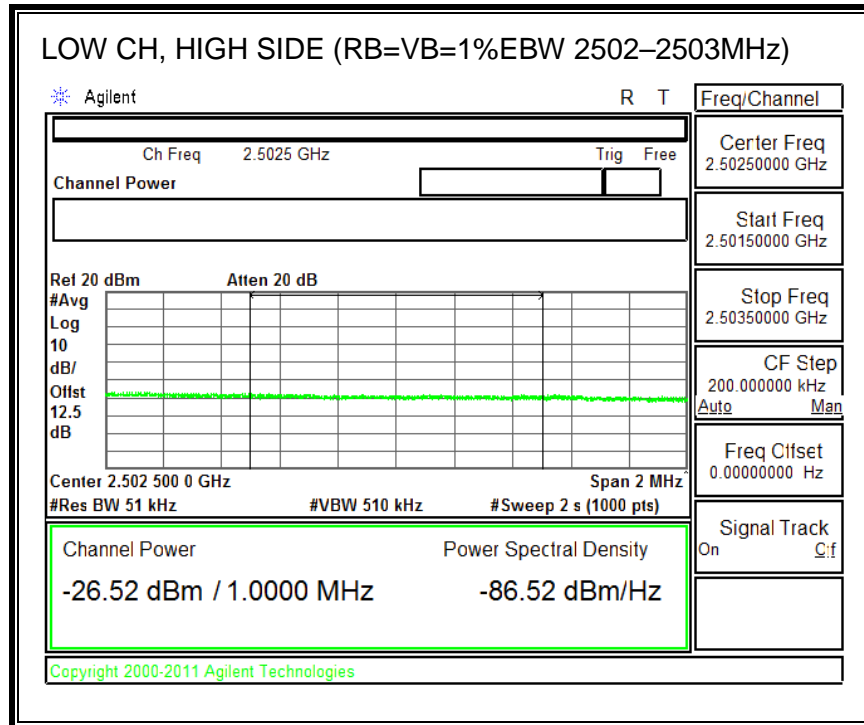 LOW CH, HIGH SIDE (RB=VB=1%EBW 2502–2503MHz)
Agilent R T Freq/Channel
Ch Freq 2.5025 GHz Trig Free
Channel Power
Center Freq
2.50250000 GHz
Start Freq
2.50150000 GHz
Stop Freq
2.50350000 GHz
CF Step
200.000000 kHz
Auto Man
Freq Offset
0.00000000 Hz
Signal Track
On Off
Ref 20 dBm Atten 20 dB
#Avg
Log
10
dB/
Offst
12.5
dB
Center 2.502 500 0 GHz Span 2 MHz
#Res BW 51 kHz #VBW 510 kHz #Sweep 2 s (1000 pts)
Channel Power Power Spectral Density
-26.52 dBm / 1.0000 MHz -86.52 dBm/Hz
Copyright 2000-2011 Agilent Technologies